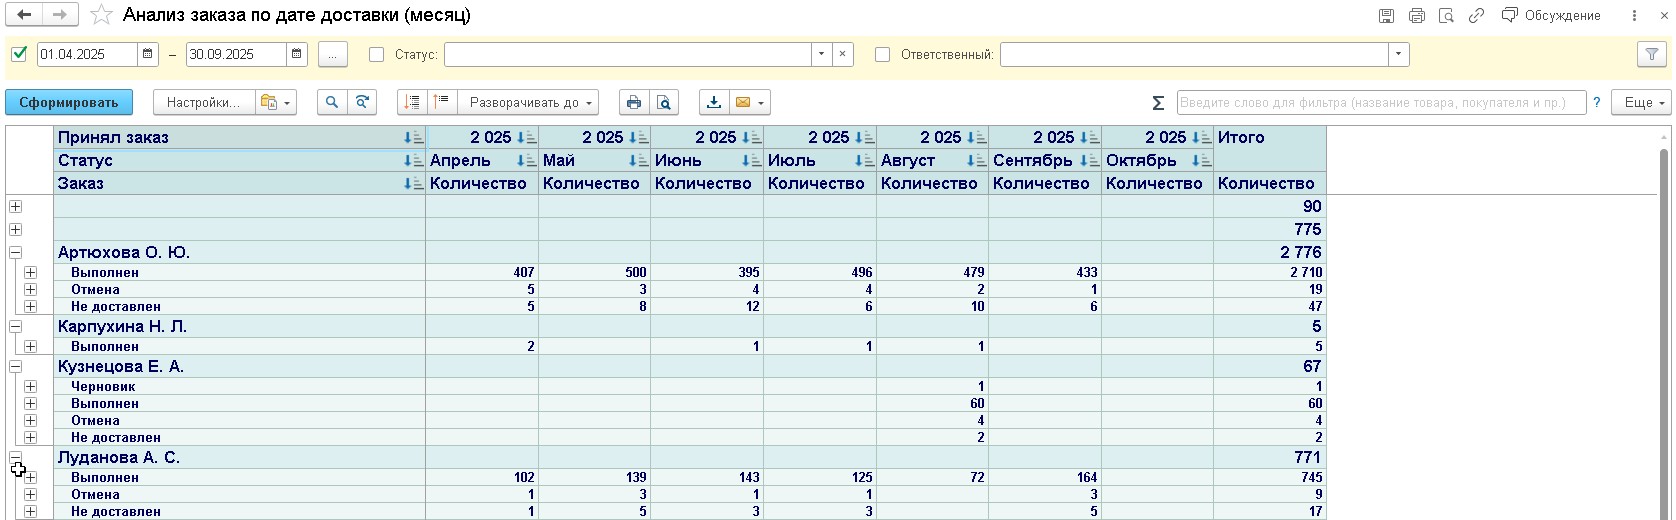 Анализ заказа по дате доставки (месяц)
Обсуждение
01.04.2025 – 30.09.2025 ... Статус: Ответственный:
Сформировать Настройки... Разворачивать до Σ Введите слово для фильтра (название товара, покупателя и пр.) ? Еще
Принял заказ 2 025 2 025 2 025 2 025 2 025 2 025 2 025 Итого
Статус Апрель Май Июнь Июль Август Сентябрь Октябрь
Заказ Количество Количество Количество Количество Количество Количество Количество Количество
90
775
Артюхова О. Ю. 2 776
Выполнен 407 500 395 496 479 433 2 710
Отмена 5 3 4 4 2 1 19
Не доставлен 5 8 12 6 10 6 47
Карпухина Н. Л. 5
Выполнен 2 1 1 1 5
Кузнецова Е. А. 67
Черновик 1 1
Выполнен 60 60
Отмена 4 4
Не доставлен 2 2
Луданова А. С. 771
Выполнен 102 139 143 125 72 164 745
Отмена 1 3 1 1 3 9
Не доставлен 1 5 3 3 5 17